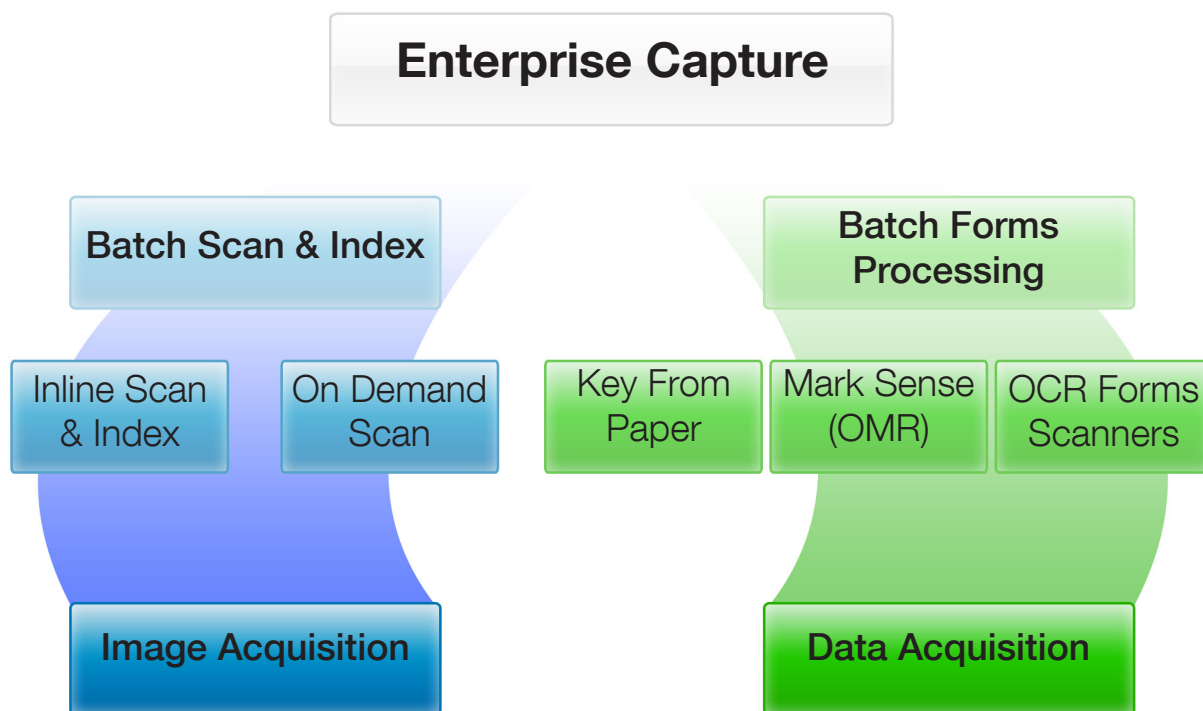 Enterprise Capture
Batch Scan & Index
Batch Forms
Processing
Inline Scan
& Index
On Demand
Scan
Key From
Paper
Mark Sense
(OMR)
OCR Forms
Scanners
Image Acquisition
Data Acquisition